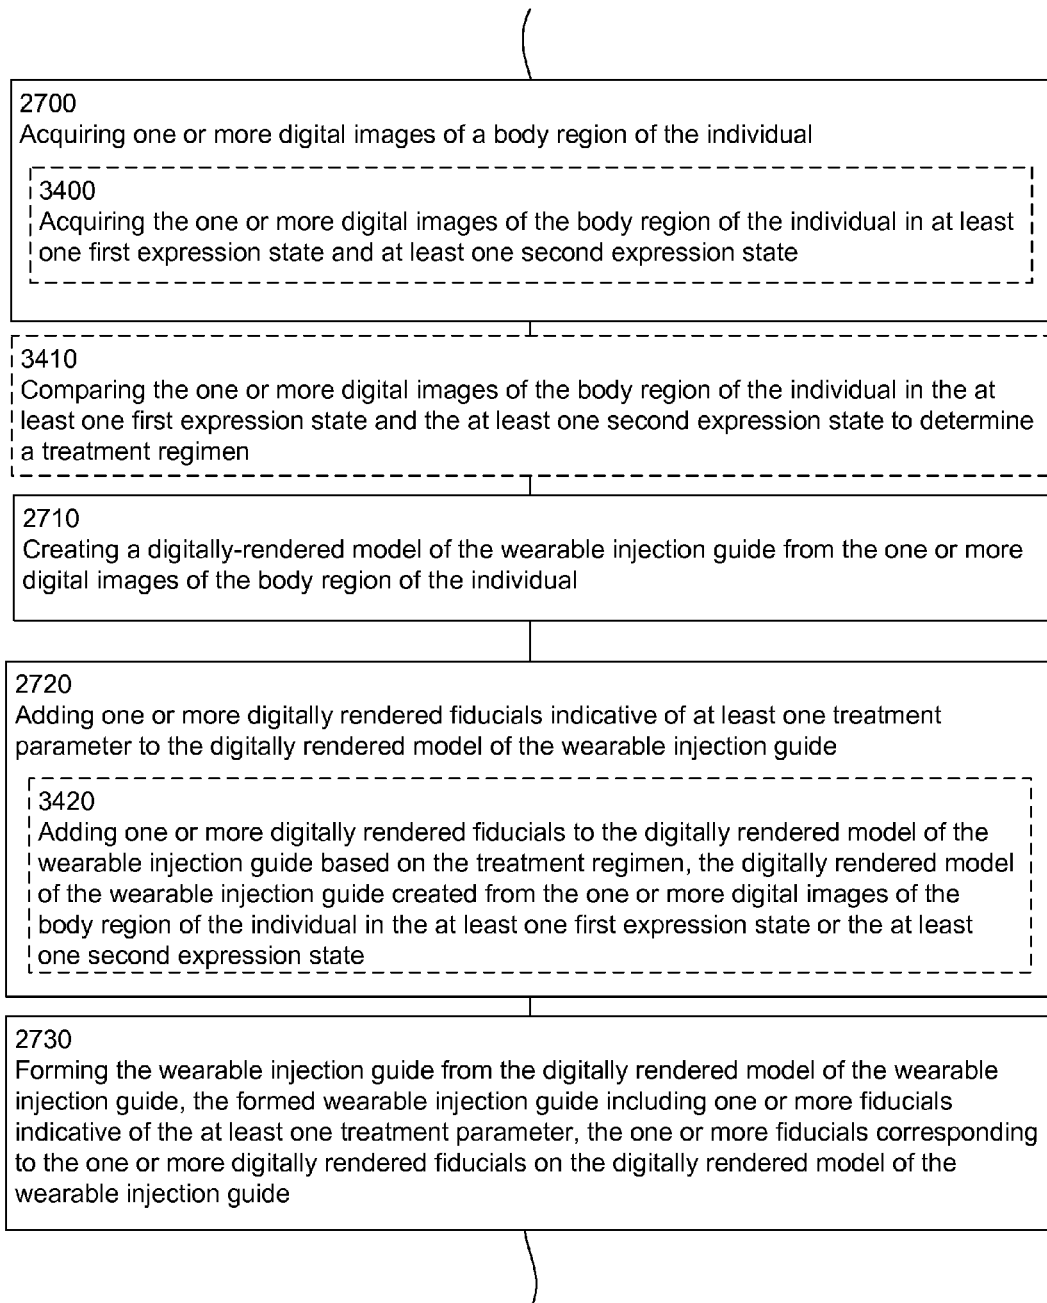 2700
Acquiring one or more digital images of a body region of the individual
3400
Acquiring the one or more digital images of the body region of the individual in at least
one first expression state and at least one second expression state
3410
Comparing the one or more digital images of the body region of the individual in the at
least one first expression state and the at least one second expression state to determine
a treatment regimen
2710
Creating a digitally-rendered model of the wearable injection guide from the one or more
digital images of the body region of the individual
2720
Adding one or more digitally rendered fiducials indicative of at least one treatment
parameter to the digitally rendered model of the wearable injection guide
3420
Adding one or more digitally rendered fiducials to the digitally rendered model of the
wearable injection guide based on the treatment regimen, the digitally rendered model
of the wearable injection guide created from the one or more digital images of the
body region of the individual in the at least one first expression state or the at least
one second expression state
2730
Forming the wearable injection guide from the digitally rendered model of the wearable
injection guide, the formed wearable injection guide including one or more fiducials
indicative of the at least one treatment parameter, the one or more fiducials corresponding
to the one or more digitally rendered fiducials on the digitally rendered model of the
wearable injection guide